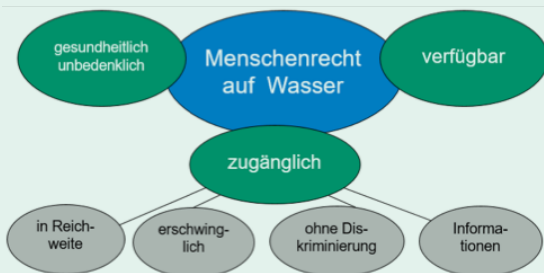 gesundheitlich
unbedenklich
Menschenrecht
auf Wasser
verfügbar
zugänglich
in Reich-
weite
erschwing-
lich
ohne Dis-
kriminierung
Informa-
tionen